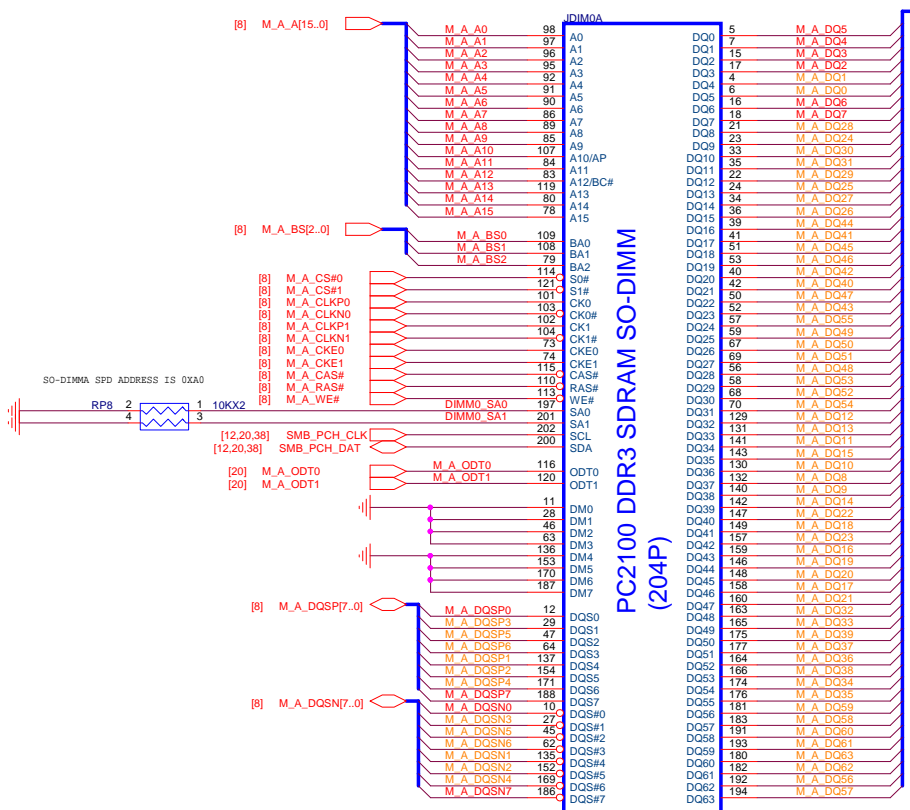 JDIM0A
[8] M_A_A[15..0]
M_A_A0 98 A0 DQ0 5 M_A_DQ5
M_A_A1 97 A1 DQ1 7 M_A_DQ4
M_A_A2 96 A2 DQ2 15 M_A_DQ3
M_A_A3 95 A3 DQ3 17 M_A_DQ2
M_A_A4 92 A4 DQ4 4 M_A_DQ1
M_A_A5 91 A5 DQ5 6 M_A_DQ0
M_A_A6 90 A6 DQ6 16 M_A_DQ6
M_A_A7 86 A7 DQ7 18 M_A_DQ7
M_A_A8 89 A8 DQ8 21 M_A_DQ28
M_A_A9 85 A9 DQ9 23 M_A_DQ24
M_A_A10 107 A10/AP DQ10 33 M_A_DQ30
M_A_A11 84 A11 DQ11 35 M_A_DQ31
M_A_A12 83 A12/BC# DQ12 22 M_A_DQ29
M_A_A13 119 A13 DQ13 24 M_A_DQ25
M_A_A14 80 A14 DQ14 34 M_A_DQ27
M_A_A15 78 A15 DQ15 36 M_A_DQ26
DQ16 39 M_A_DQ44
[8] M_A_BS[2..0]
M_A_BS0 109 BA0 DQ17 41 M_A_DQ41
M_A_BS1 108 BA1 DQ18 51 M_A_DQ45
M_A_BS2 79 BA2 DQ19 53 M_A_DQ46
[8] M_A_CS#0 114 S0# DQ20 40 M_A_DQ42
[8] M_A_CS#1 121 S1# DQ21 42 M_A_DQ40
[8] M_A_CLKP0 101 CK0 DQ22 50 M_A_DQ47
[8] M_A_CLKN0 103 CK0# DQ23 52 M_A_DQ43
[8] M_A_CLKP1 102 CK1 DQ24 57 M_A_DQ55
[8] M_A_CLKN1 104 CK1# DQ25 59 M_A_DQ49
[8] M_A_CKE0 73 CKE0 DQ26 67 M_A_DQ50
[8] M_A_CKE1 74 CKE1 DQ27 69 M_A_DQ51
[8] M_A_CAS# 115 CAS# DQ28 56 M_A_DQ48
[8] M_A_RAS# 110 RAS# DQ29 58 M_A_DQ53
[8] M_A_WE# 113 WE# DQ30 68 M_A_DQ52
SO-DIMMA SPD ADDRESS IS 0XA0
RP8 2 1 10KX2 DIMM0_SA0 197 SA0 DQ31 70 M_A_DQ54
4 3 DIMM0_SA1 201 SA1 DQ32 129 M_A_DQ12
[12,20,38] SMB_PCH_CLK 202 SCL DQ33 131 M_A_DQ13
[12,20,38] SMB_PCH_DAT 200 SDA DQ34 141 M_A_DQ11
DQ35 143 M_A_DQ15
[20] M_A_ODT0 M_A_ODT0 116 ODT0 DQ36 130 M_A_DQ10
[20] M_A_ODT1 M_A_ODT1 120 ODT1 DQ37 132 M_A_DQ8
DQ38 140 M_A_DQ9
11 DM0 DQ39 142 M_A_DQ14
28 DM1 DQ40 147 M_A_DQ22
46 DM2 DQ41 149 M_A_DQ18
63 DM3 DQ42 157 M_A_DQ23
136 DM4 DQ43 159 M_A_DQ16
153 DM5 DQ44 146 M_A_DQ19
170 DM6 DQ45 148 M_A_DQ20
187 DM7 DQ46 158 M_A_DQ17
DQ47 160 M_A_DQ21
[8] M_A_DQSP[7..0]
M_A_DQSP0 12 DQS0 DQ48 163 M_A_DQ32
M_A_DQSP3 29 DQS1 DQ49 165 M_A_DQ33
M_A_DQSP5 47 DQS2 DQ50 175 M_A_DQ39
M_A_DQSP6 64 DQS3 DQ51 177 M_A_DQ37
M_A_DQSP1 137 DQS4 DQ52 164 M_A_DQ36
M_A_DQSP2 154 DQS5 DQ53 166 M_A_DQ38
M_A_DQSP4 171 DQS6 DQ54 174 M_A_DQ34
M_A_DQSP7 188 DQS7 DQ55 176 M_A_DQ35
[8] M_A_DQSN[7..0]
M_A_DQSN0 10 DQS#0 DQ56 181 M_A_DQ59
M_A_DQSN3 27 DQS#1 DQ57 183 M_A_DQ58
M_A_DQSN5 45 DQS#2 DQ58 191 M_A_DQ60
M_A_DQSN6 62 DQS#3 DQ59 193 M_A_DQ61
M_A_DQSN1 135 DQS#4 DQ60 180 M_A_DQ63
M_A_DQSN2 152 DQS#5 DQ61 182 M_A_DQ62
M_A_DQSN4 169 DQS#6 DQ62 192 M_A_DQ56
M_A_DQSN7 186 DQS#7 DQ63 194 M_A_DQ57
PC2100 DDR3 SDRAM SO-DIMM
(204P)